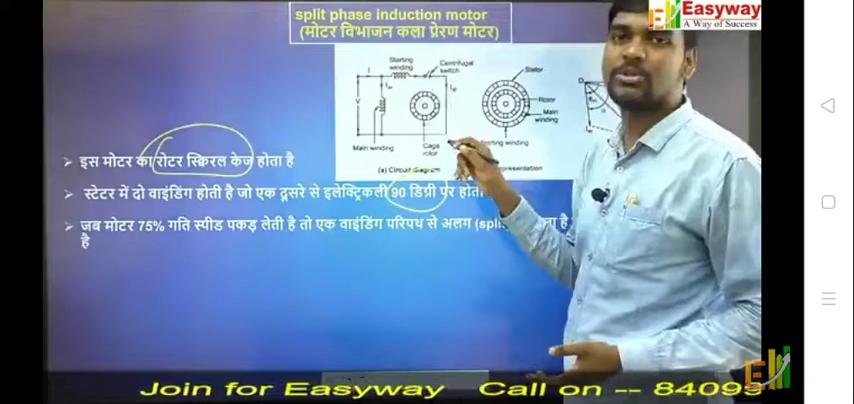 split phase induction motor
(मोटर विभाजन कला प्रेरण मोटर)
Easyway
A Way of Success
Starting
winding
Centrifugal
switch
I
V
Main winding
Cage
rotor
(a) Circuit diagram
Stator
Rotor
Main
winding
winding
इस मोटर का रोटर स्क्विरल केज होता है
स्टेटर में दो वाइंडिंग होती है जो एक दूसरे से इलेक्ट्रिकली 90 डिग्री पर
जब मोटर 75% गति स्पीड पकड़ लेती है तो एक वाइंडिंग परिपथ से अलग है
है
Join for Easyway Call on -- 84099